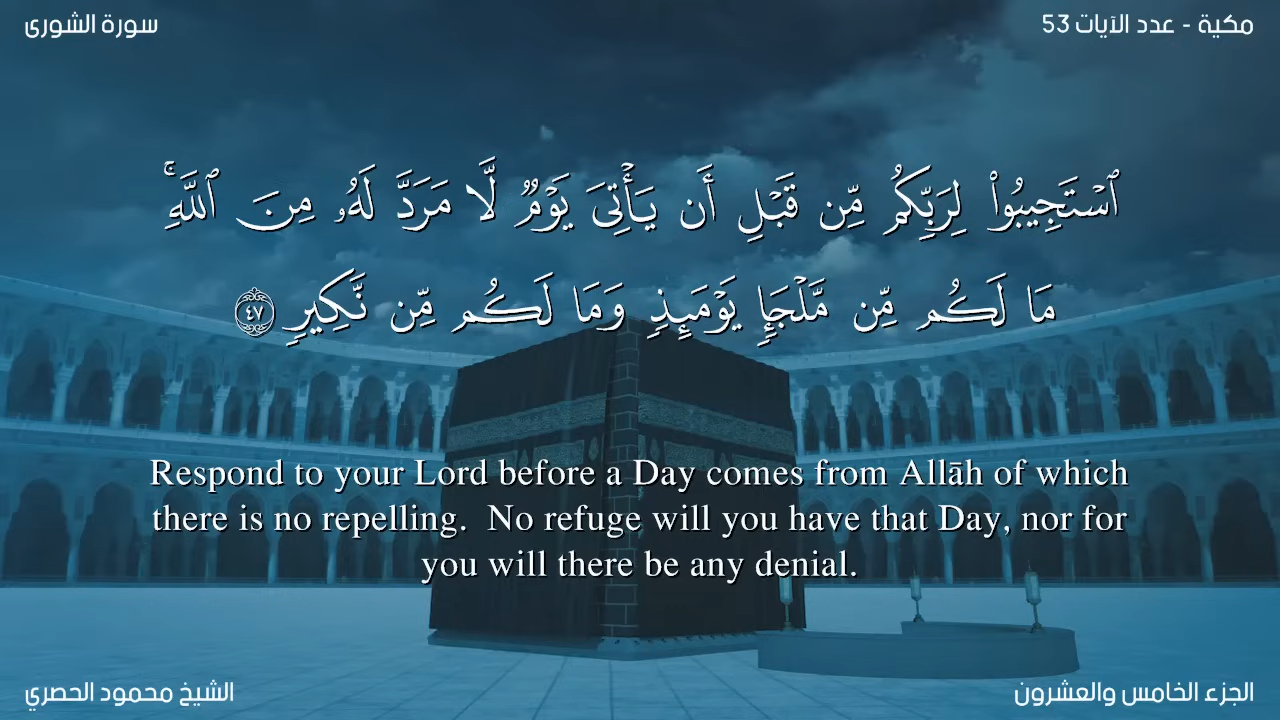 سورة الشورى
مكية - عدد الآيات 53
ٱسْتَجِيبُوا۟ لِرَبِّكُم مِّن قَبْلِ أَن يَأْتِىَ يَوْمٌ لَّا مَرَدَّ لَهُۥ مِنَ ٱللَّهِ ۚ
مَا لَكُم مِّن مَّلْجَإٍ يَوْمَئِذٍ وَمَا لَكُم مِّن نَّكِيرٍ ٤٧
Respond to your Lord before a Day comes from Allāh of which
there is no repelling.  No refuge will you have that Day, nor for
you will there be any denial.
الشيخ محمود الحصري
الجزء الخامس والعشرون